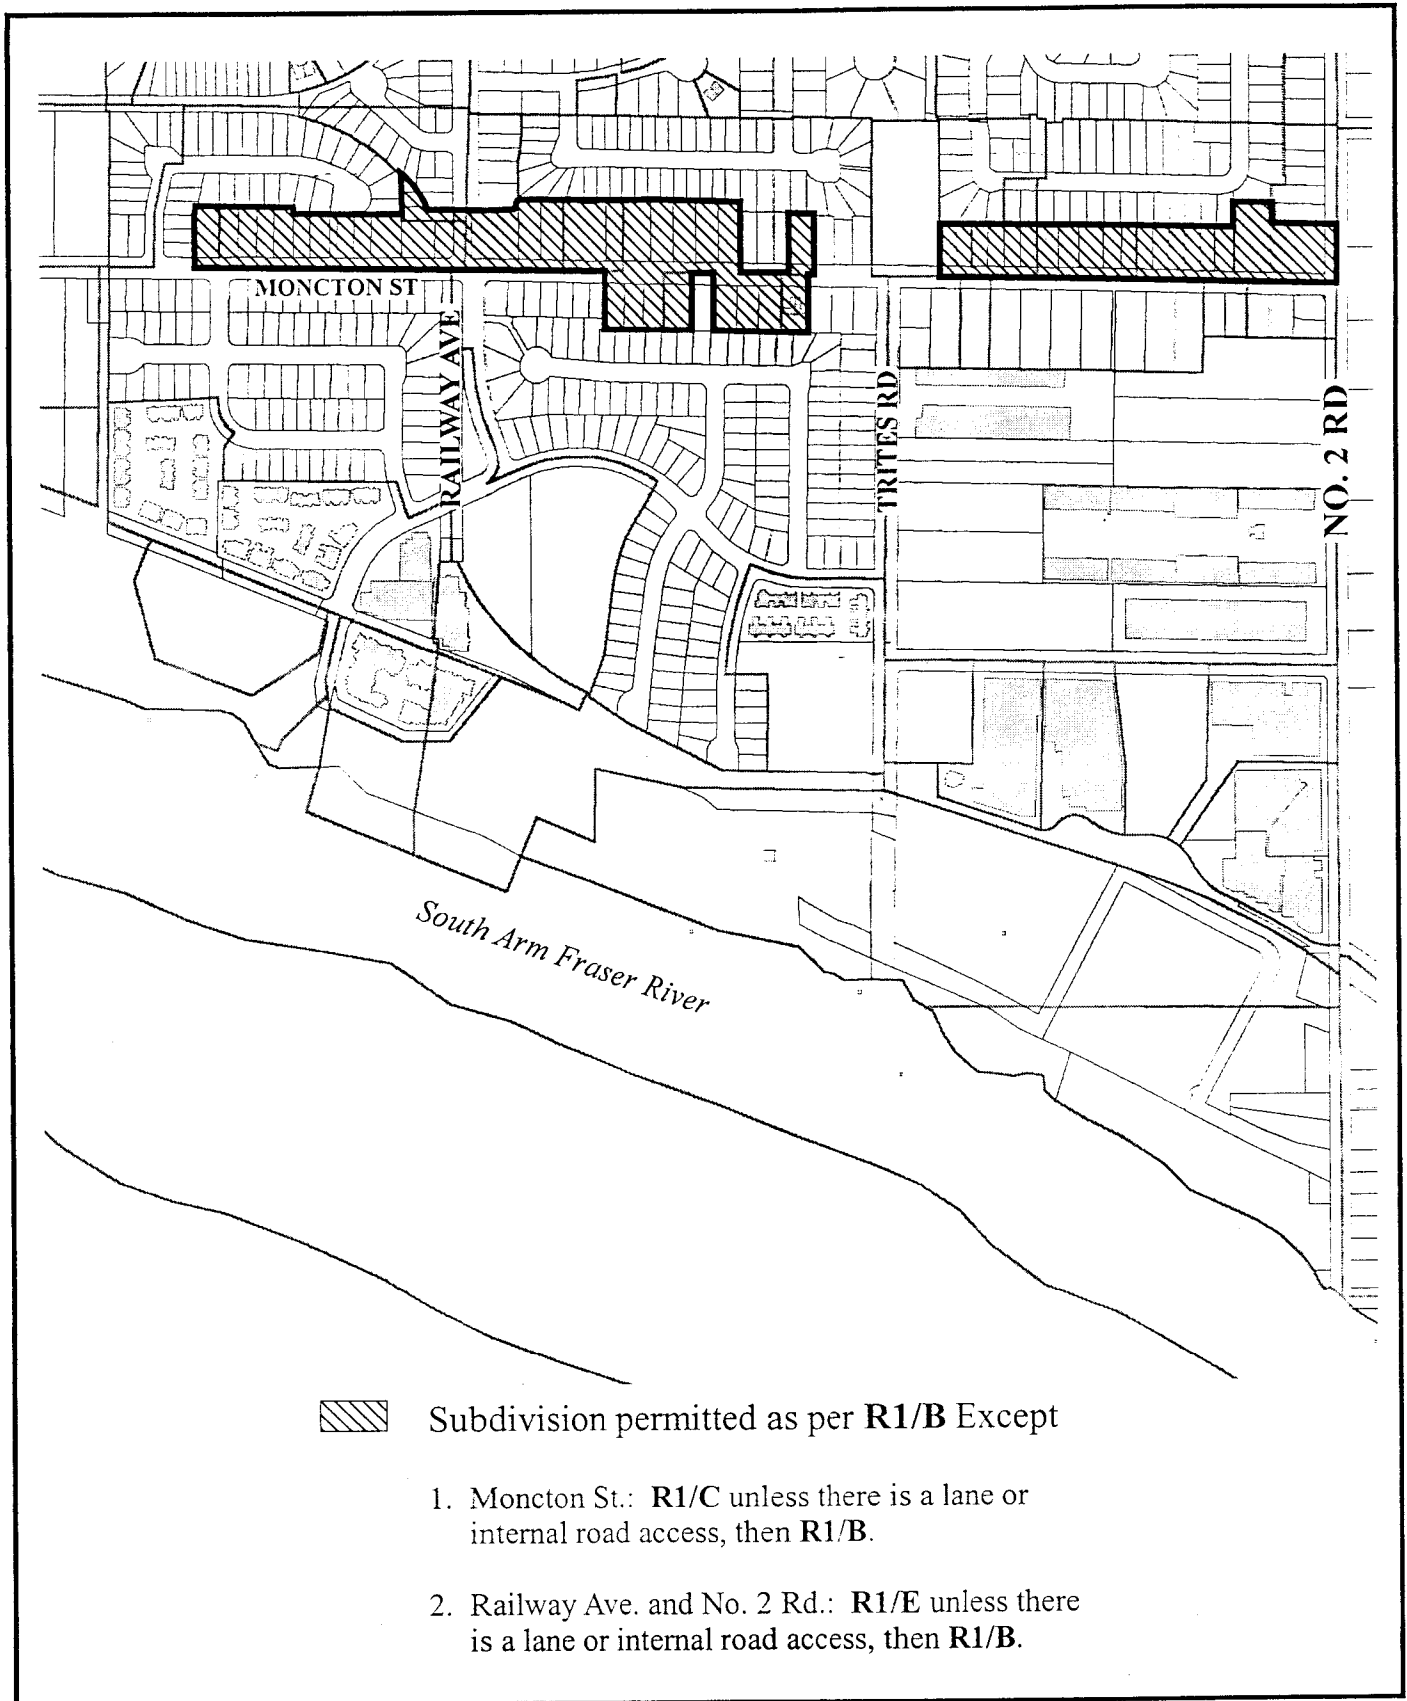 MONCTON ST
RAILWAY AVE
TRITES RD
NO. 2 RD
South Arm Fraser River
Subdivision permitted as per R1/B Except
1. Moncton St.: R1/C unless there is a lane or
internal road access, then R1/B.
2. Railway Ave. and No. 2 Rd.: R1/E unless there
is a lane or internal road access, then R1/B.